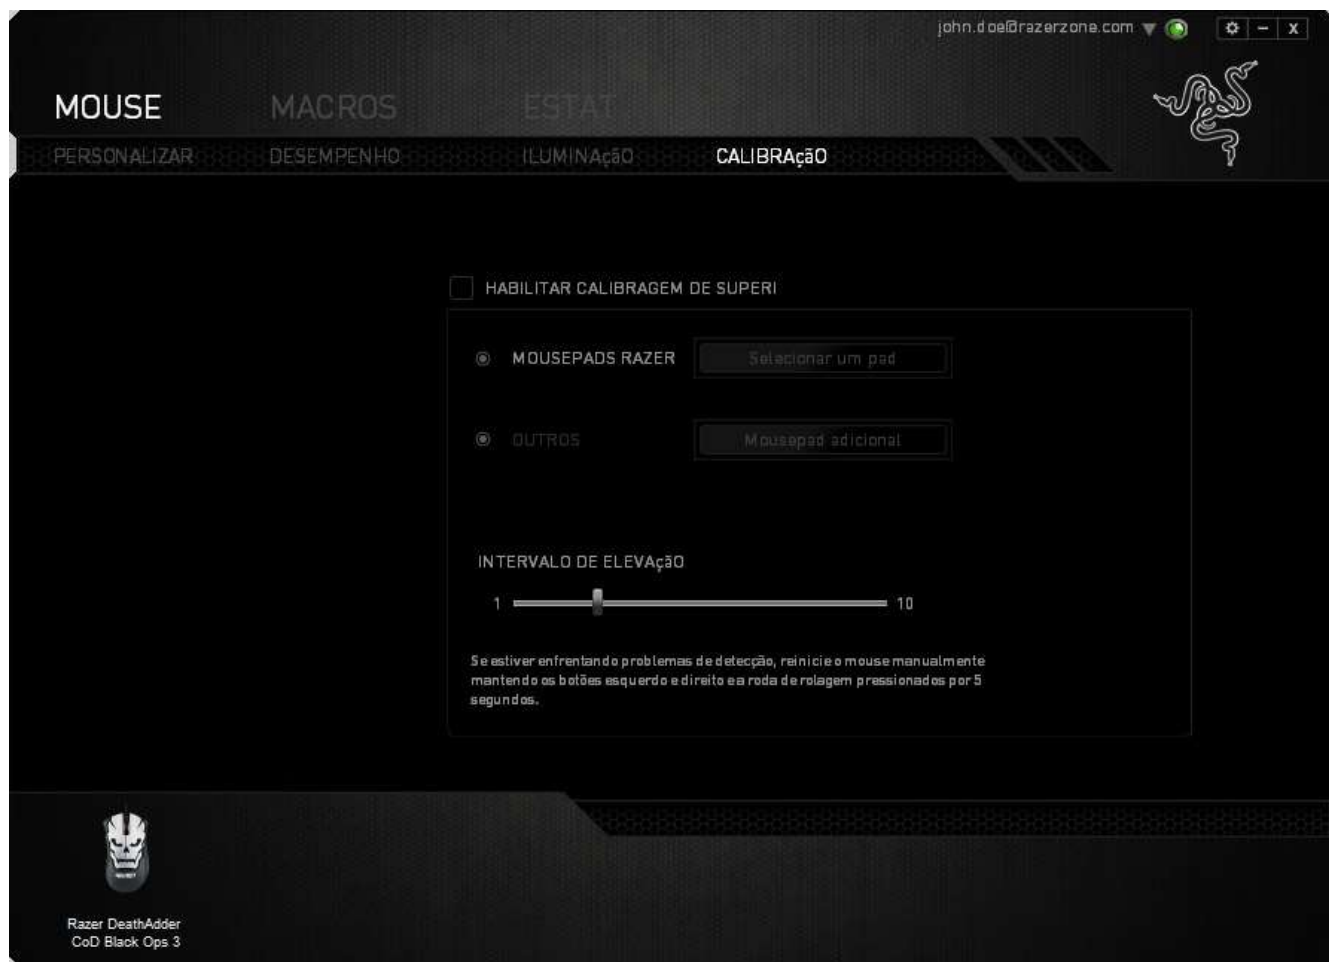 john.doe@razerzone.com
x
MOUSE MACROS ESTAT
PERSONALIZAR DESEMPENHO ILUMINAção CALIBRAção
HABILITAR CALIBRAGEM DE SUPERI
MOUSEPADS RAZER Selecionar um pad
OUTROS Mousepad adicional
INTERVALO DE ELEVAção
1 10
Se estiver enfrentando problemas de detecção, reinicie o mouse manualmente
mantendo os botões esquerdo e direito e a roda de rolagem pressionados por 5
segundos.
Razer DeathAdder
CoD Black Ops 3